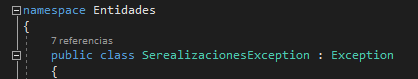 namespace Entidades
{
7 referencias
public class SerealizacionesException : Exception
{